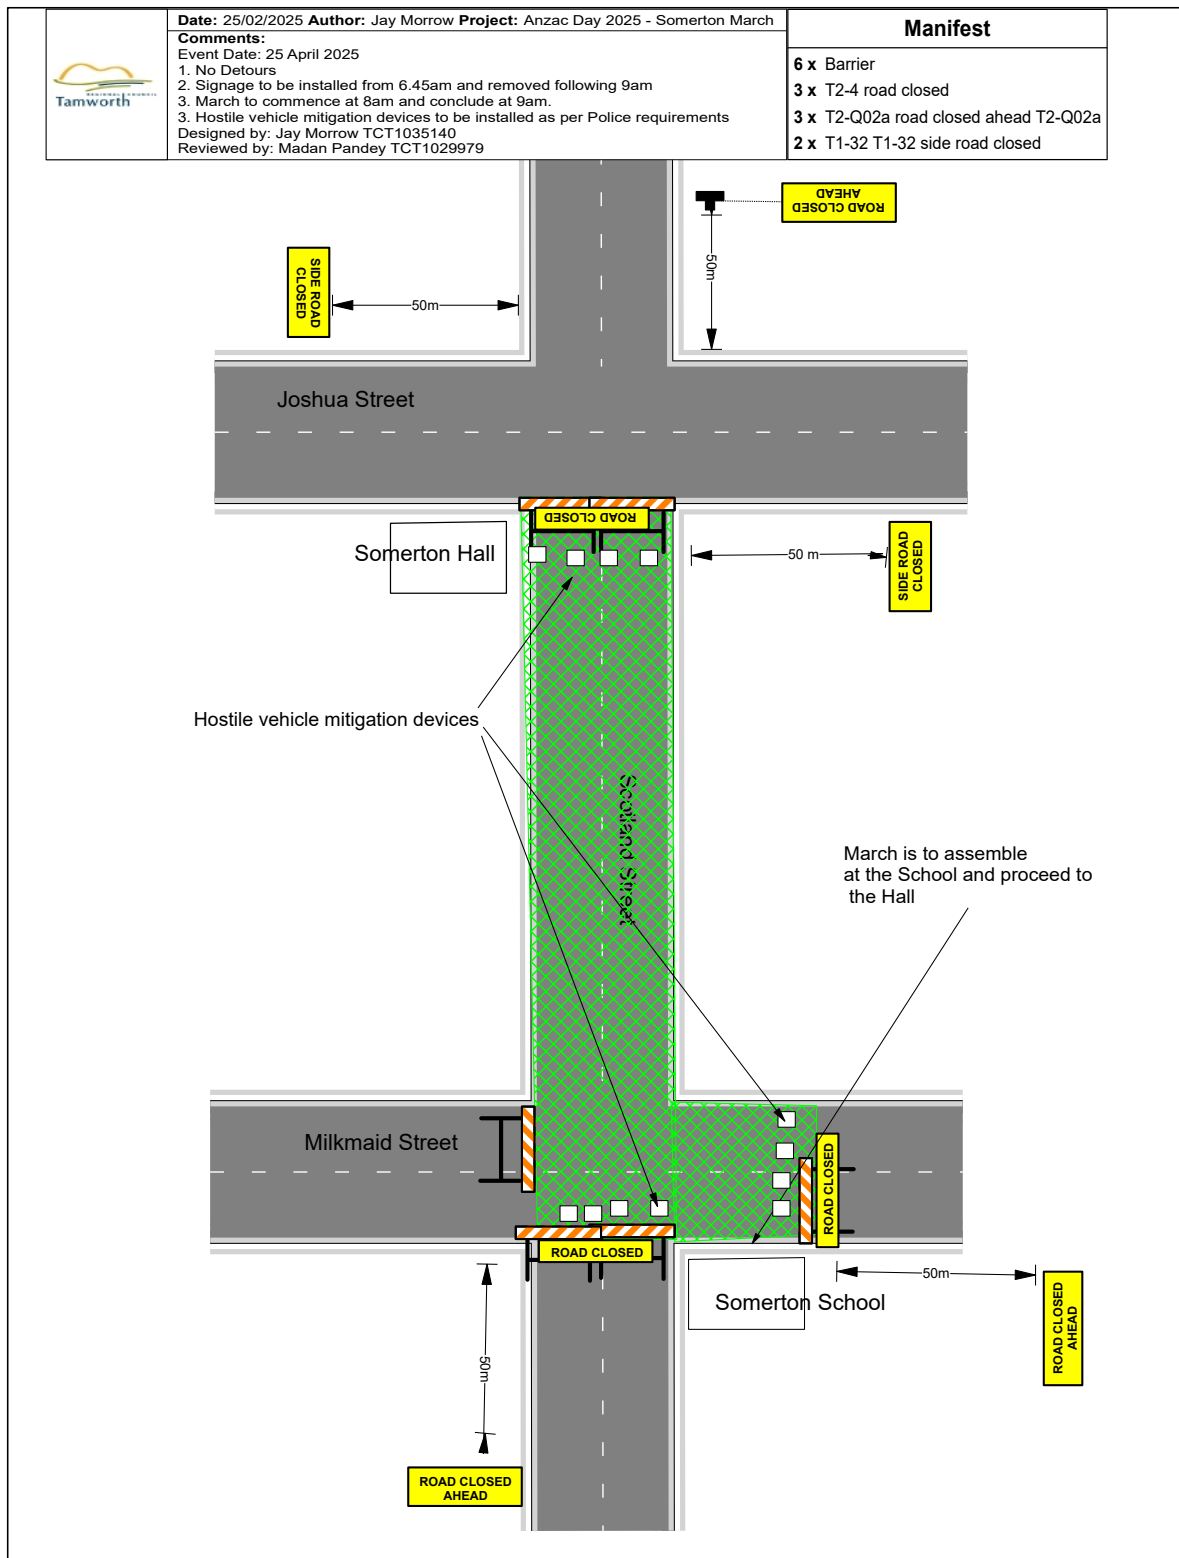 Tamworth
REGIONAL COUNCIL
Date: 25/02/2025 Author: Jay Morrow Project: Anzac Day 2025 - Somerton March
Comments:
Event Date: 25 April 2025
1. No Detours
2. Signage to be installed from 6.45am and removed following 9am
3. March to commence at 8am and conclude at 9am.
3. Hostile vehicle mitigation devices to be installed as per Police requirements
Designed by: Jay Morrow TCT1035140
Reviewed by: Madan Pandey TCT1029979
Manifest
6 x Barrier
3 x T2-4 road closed
3 x T2-Q02a road closed ahead T2-Q02a
2 x T1-32 T1-32 side road closed
ROAD CLOSED
AHEAD
50m
SIDE ROAD
CLOSED
50m
Joshua Street
ROAD CLOSED
Somerton Hall
50 m
SIDE ROAD
CLOSED
Hostile vehicle mitigation devices
Scotland Street
March is to assemble
at the School and proceed to
the Hall
Milkmaid Street
ROAD CLOSED
ROAD CLOSED
Somerton School
50m
ROAD CLOSED
AHEAD
50m
ROAD CLOSED
AHEAD